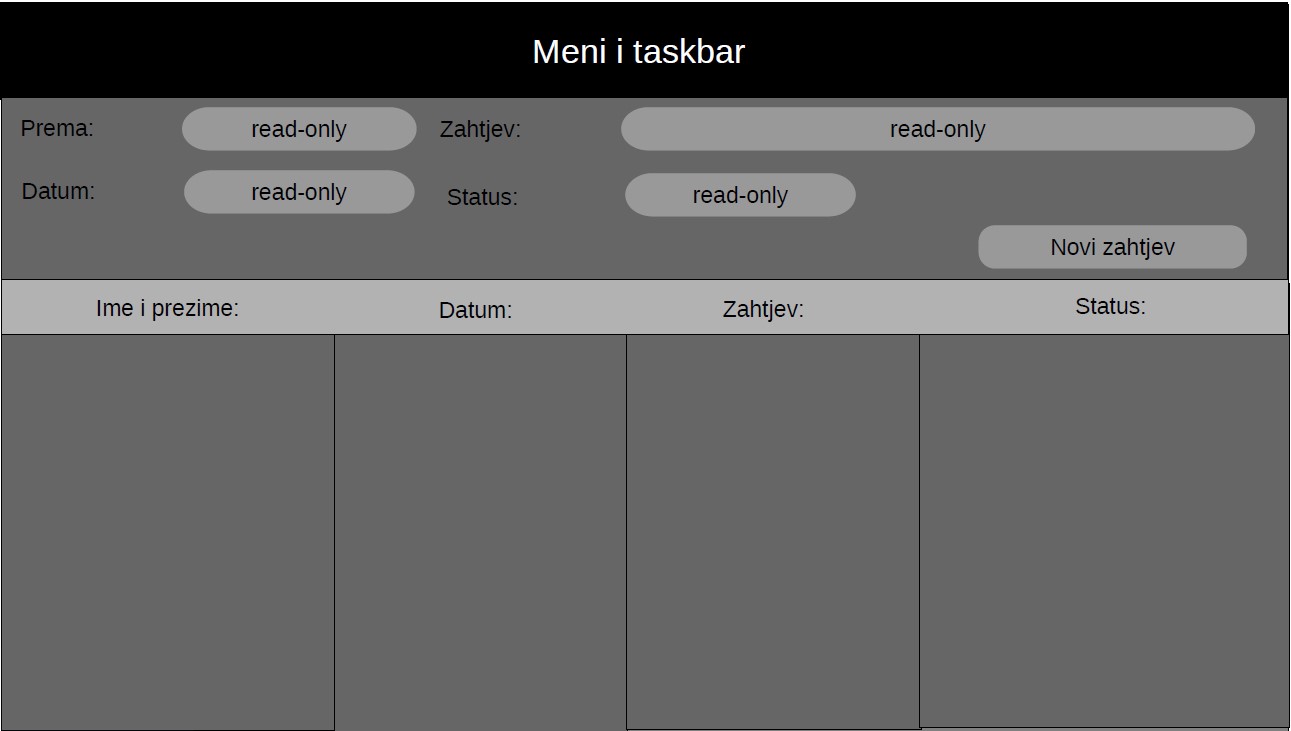 Meni i taskbar
Prema: read-only Zahtjev: read-only
Datum: read-only Status: read-only
Novi zahtjev
Ime i prezime: Datum: Zahtjev: Status: